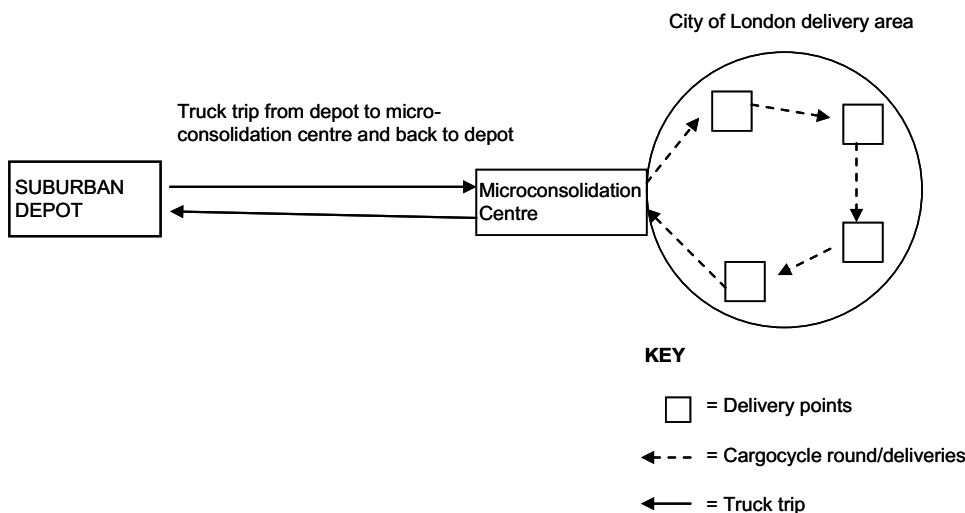 City of London delivery area
Truck trip from depot to micro-
consolidation centre and back to depot
SUBURBAN
DEPOT
Microconsolidation
Centre
KEY
= Delivery points
= Cargocycle round/deliveries
= Truck trip